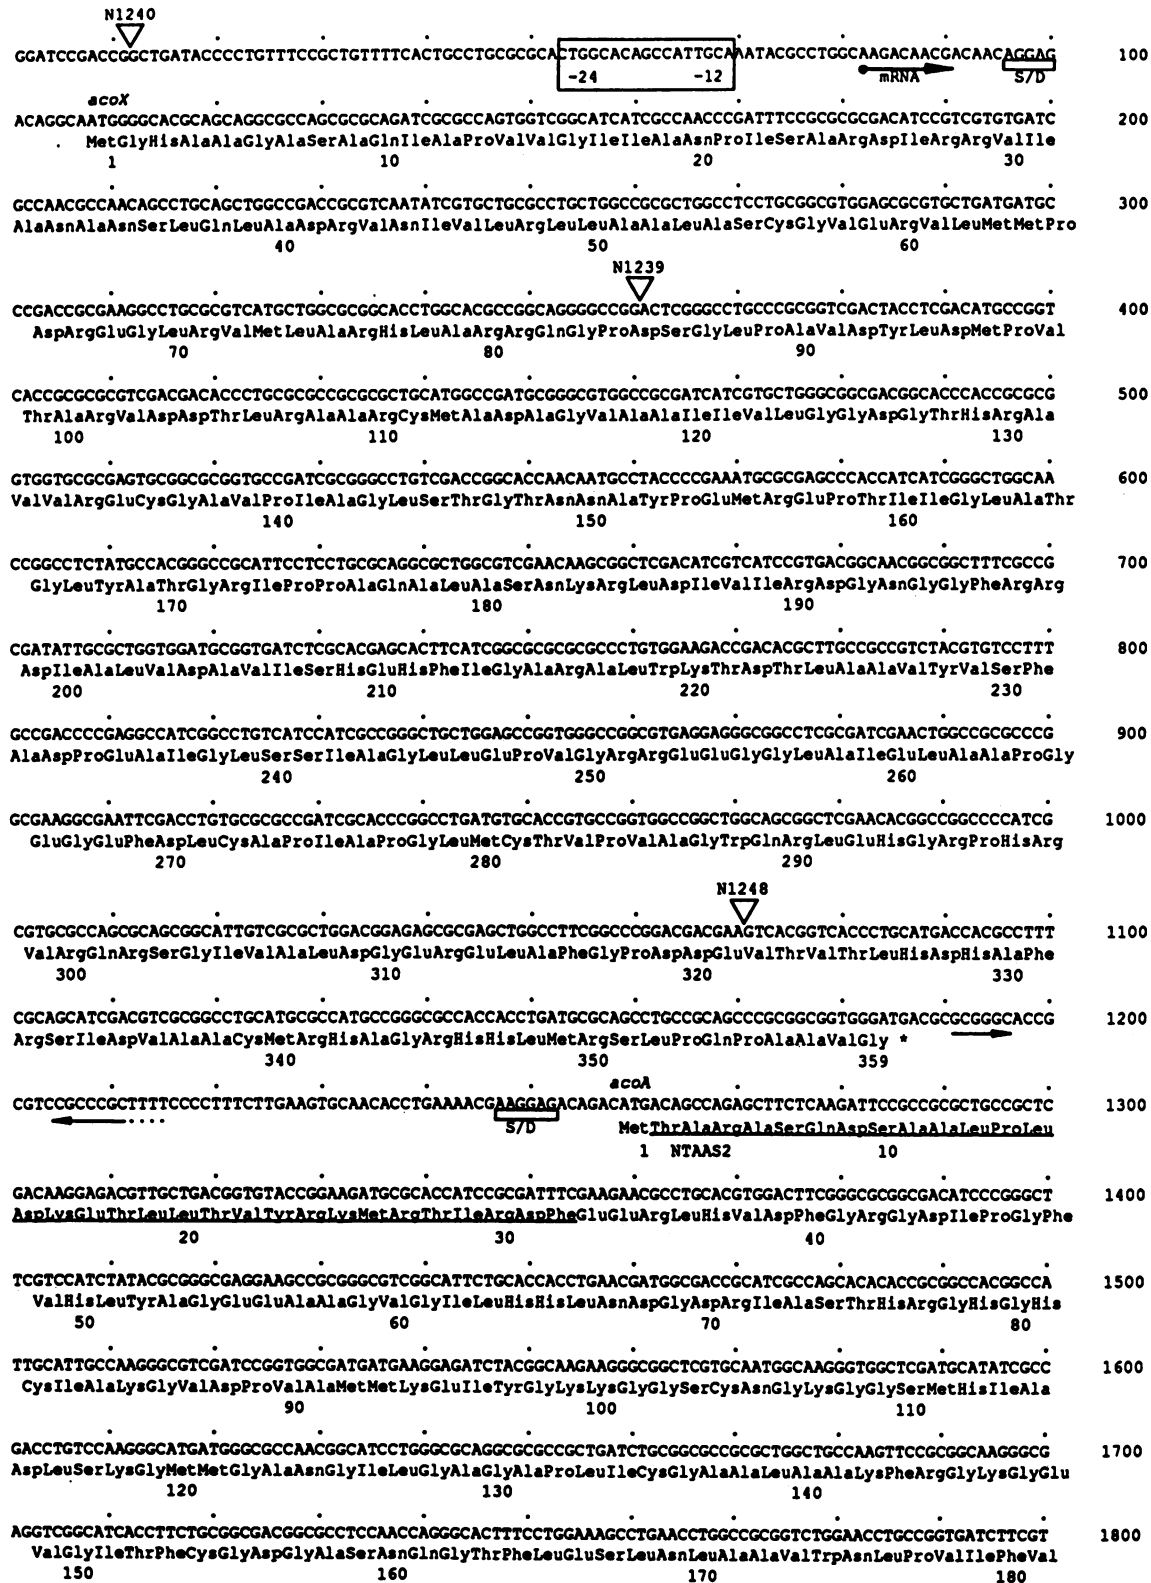 N1240
GGATCCGACCGGCTGATACCCCTGTTTCCGCTGTTTTCACTGCCTGCGCGCACTGGCACAGCCATTGCAAATACGCCTGGCAAGACAACGACAACAGGAG 100
-24 -12 mRNA S/D
acoX
ACAGGCAATGGGGCACGCAGCAGGCGCCAGCGCGCAGATCGCGCCAGTGGTCGGCATCATCGCCAACCCGATTTCCGCGCGCGACATCCGTCGTGTGATC 200
MetGlyHisAlaAlaGlyAlaSerAlaGlnIleAlaProValValGlyIleIleAlaAsnProIleSerAlaArgAspIleArgArgValIle
1 10 20 30
GCCAACGCCAACAGCCTGCAGCTGGCCGACCGCGTCAATATCGTGCTGCGCCTGCTGGCCGCGCTGGCCTCCTGCGGCGTGGAGCGCGTGCTGATGATGC 300
AlaAsnAlaAsnSerLeuGlnLeuAlaAspArgValAsnIleValLeuArgLeuLeuAlaAlaLeuAlaSerCysGlyValGluArgValLeuMetMetPro
40 50 60
N1239
CCGACCGCGAAGGCCTGCGCGTCATGCTGGCGCGGCACCTGGCACGCCGGCAGGGGCCGGACTCGGGCCTGCCCGCGGTCGACTACCTCGACATGCCGGT 400
AspArgGluGlyLeuArgValMetLeuAlaArgHisLeuAlaArgArgGlnGlyProAspSerGlyLeuProAlaValAspTyrLeuAspMetProVal
70 80 90
CACCGCGCGCGTCGACGACACCCTGCGCGCCGCGCGCTGCATGGCCGATGCGGGCGTGGCCGCGATCATCGTGCTGGGCGGCGACGGCACCCACCGCGCG 500
ThrAlaArgValAspAspThrLeuArgAlaAlaArgCysMetAlaAspAlaGlyValAlaAlaIleIleValLeuGlyGlyAspGlyThrHisArgAla
100 110 120 130
GTGGTGCGCGAGTGCGGCGCGGTGCCGATCGCGGGCCTGTCGACCGGCACCAACAATGCCTACCCCGAAATGCGCGAGCCCACCATCATCGGGCTGGCAA 600
ValValArgGluCysGlyAlaValProIleAlaGlyLeuSerThrGlyThrAsnAsnAlaTyrProGluMetArgGluProThrIleIleGlyLeuAlaThr
140 150 160
CCGGCCTCTATGCCACGGGCCGCATTCCTCCTGCGCAGGCGCTGGCGTCGAACAAGCGGCTCGACATCGTCATCCGTGACGGCAACGGCGGCTTTCGCCG 700
GlyLeuTyrAlaThrGlyArgIleProProAlaGlnAlaLeuAlaSerAsnLysArgLeuAspIleValIleArgAspGlyAsnGlyGlyPheArgArg
170 180 190
CGATATTGCGCTGGTGGATGCGGTGATCTCGCACGAGCACTTCATCGGCGCGCGCGCCCTGTGGAAGACCGACACGCTTGCCGCCGTCTACGTGTCCTTT 800
AspIleAlaLeuValAspAlaValIleSerHisGluHisPheIleGlyAlaArgAlaLeuTrpLysThrAspThrLeuAlaAlaValTyrValSerPhe
200 210 220 230
GCCGACCCCGAGGCCATCGGCCTGTCATCCATCGCCGGGCTGCTGGAGCCGGTGGGCCGGCGTGAGGAGGGCGGCCTCGCGATCGAACTGGCCGCGCCCG 900
AlaAspProGluAlaIleGlyLeuSerSerIleAlaGlyLeuLeuGluProValGlyArgArgGluGluGlyGlyLeuAlaIleGluLeuAlaAlaProGly
240 250 260
GCGAAGGCGAATTCGACCTGTGCGCGCCGATCGCACCCGGCCTGATGTGCACCGTGCCGGTGGCCGGCTGGCAGCGGCTCGAACACGGCCGGCCCCATCG 1000
GluGlyGluPheAspLeuCysAlaProIleAlaProGlyLeuMetCysThrValProValAlaGlyTrpGlnArgLeuGluHisGlyArgProHisArg
270 280 290
N1248
CGTGCGCCAGCGCAGCGGCATTGTCGCGCTGGACGGAGAGCGCGAGCTGGCCTTCGGCCCGGACGACGAAGTCACGGTCACCCTGCATGACCACGCCTTT 1100
ValArgGlnArgSerGlyIleValAlaLeuAspGlyGluArgGluLeuAlaPheGlyProAspAspGluValThrValThrLeuHisAspHisAlaPhe
300 310 320 330
CGCAGCATCGACGTCGCGGCCTGCATGCGCCATGCCGGGCGCCACCACCTGATGCGCAGCCTGCCGCAGCCCGCGGCGGTGGGATGACGCGCGGGCACCG 1200
ArgSerIleAspValAlaAlaCysMetArgHisAlaGlyArgHisHisLeuMetArgSerLeuProGlnProAlaAlaValGly *
340 350 359
acoA
CGTCCGCCCGCTTTTCCCCTTTCTTGAAGTGCAACACCTGAAAACGAAGGAGACAGACATGACAGCCAGAGCTTCTCAAGATTCCGCCGCGCTGCCGCTC 1300
S/D MetThrAlaArgAlaSerGlnAspSerAlaAlaLeuProLeu
1 NTAAS2 10
GACAAGGAGACGTTGCTGACGGTGTACCGGAAGATGCGCACCATCCGCGATTTCGAAGAACGCCTGCACGTGGACTTCGGGCGCGGCGACATCCCGGGCT 1400
AspLysGluThrLeuLeuThrValTyrArgLysMetArgThrIleArgAspPheGluGluArgLeuHisValAspPheGlyArgGlyAspIleProGlyPhe
20 30 40
TCGTCCATCTATACGCGGGCGAGGAAGCCGCGGGCGTCGGCATTCTGCACCACCTGAACGATGGCGACCGCATCGCCAGCACACACCGCGGCCACGGCCA 1500
ValHisLeuTyrAlaGlyGluGluAlaAlaGlyValGlyIleLeuHisHisLeuAsnAspGlyAspArgIleAlaSerThrHisArgGlyHisGlyHis
50 60 70 80
TTGCATTGCCAAGGGCGTCGATCCGGTGGCGATGATGAAGGAGATCTACGGCAAGAAGGGCGGCTCGTGCAATGGCAAGGGTGGCTCGATGCATATCGCC 1600
CysIleAlaLysGlyValAspProValAlaMetMetLysGluIleTyrGlyLysLysGlyGlySerCysAsnGlyLysGlyGlySerMetHisIleAla
90 100 110
GACCTGTCCAAGGGCATGATGGGCGCCAACGGCATCCTGGGCGCAGGCGCGCCGCTGATCTGCGGCGCCGCGCTGGCTGCCAAGTTCCGCGGCAAGGGCG 1700
AspLeuSerLysGlyMetMetGlyAlaAsnGlyIleLeuGlyAlaGlyAlaProLeuIleCysGlyAlaAlaLeuAlaAlaLysPheArgGlyLysGlyGlu
120 130 140
AGGTCGGCATCACCTTCTGCGGCGACGGCGCCTCCAACCAGGGCACTTTCCTGGAAAGCCTGAACCTGGCCGCGGTCTGGAACCTGCCGGTGATCTTCGT 1800
ValGlyIleThrPheCysGlyAspGlyAlaSerAsnGlnGlyThrPheLeuGluSerLeuAsnLeuAlaAlaValTrpAsnLeuProValIlePheVal
150 160 170 180